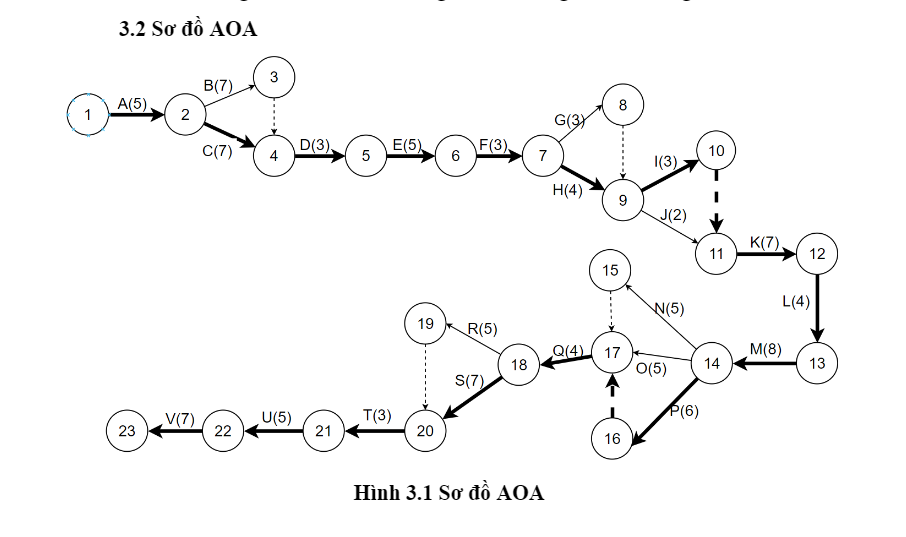 3.2 Sơ đồ AOA
3
B(7)
8
A(5)
1
2
G(3)
C(7)
D(3)
E(5)
F(3)
10
4
5
6
7
I(3)
H(4)
9
J(2)
K(7)
11
12
15
L(4)
N(5)
19
R(5)
17
M(8)
Q(4)
O(5)
18
14
13
S(7)
P(6)
V(7)
U(5)
T(3)
23
22
21
20
16
Hình 3.1 Sơ đồ AOA